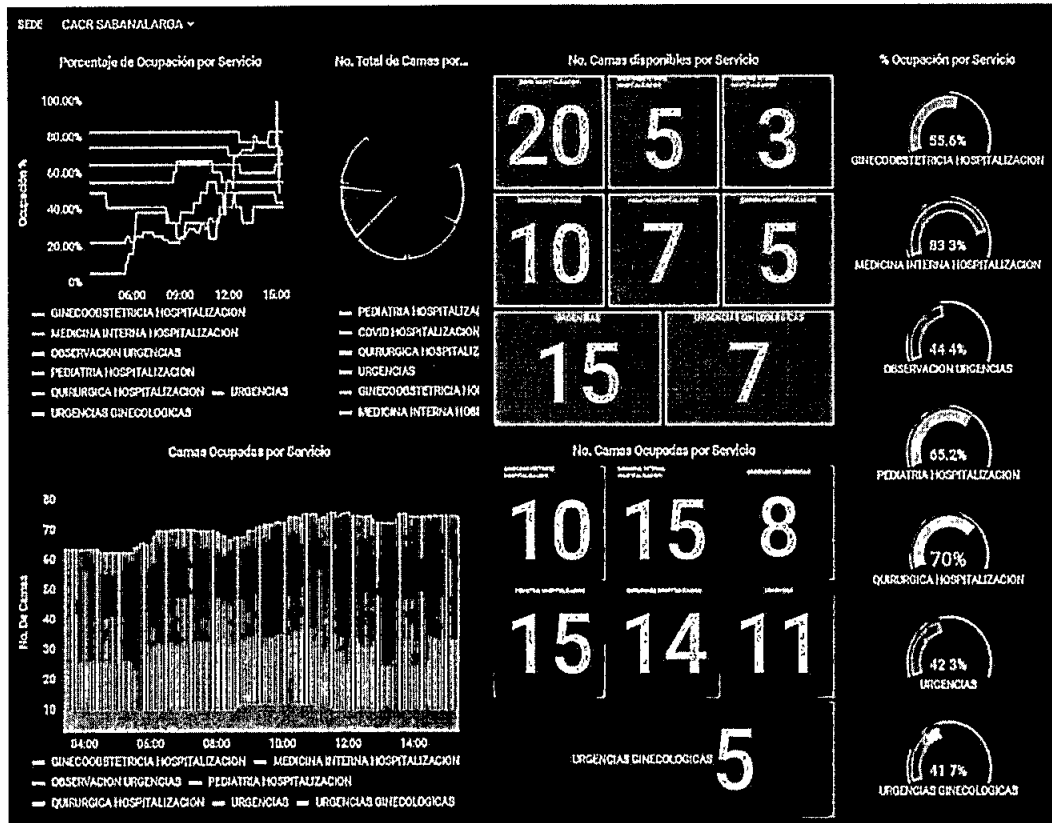 SEDE CACR SABANALARGA
Porcentaje de Ocupación por Servicio
No. Total de Camas por...
No. Camas disponibles por Servicio
% Ocupación por Servicio
Ocupación %
100.00%
80.00%
60.00%
40.00%
20.00%
0%
06:00 09:00 12:00 15:00
GINECOOBSTETRICIA HOSPITALIZACION
MEDICINA INTERNA HOSPITALIZACION
OBSERVACION URGENCIAS
PEDIATRIA HOSPITALIZACION
QUIRURGICA HOSPITALIZACION URGENCIAS
URGENCIAS GINECOLOGICAS
PEDIATRIA HOSPITALIZA
COVID HOSPITALIZACION
QUIRURGICA HOSPITALIZ
URGENCIAS
GINECOOBSTETRICIA HO
MEDICINA INTERNA HOS
20
5
3
10
7
5
URGENCIAS
15
URGENCIAS GINECOLOGICAS
7
55.6%
GINECOOBSTETRICIA HOSPITALIZACION
83.3%
MEDICINA INTERNA HOSPITALIZACION
44.4%
OBSERVACION URGENCIAS
65.2%
PEDIATRIA HOSPITALIZACION
70%
QUIRURGICA HOSPITALIZACION
42.3%
URGENCIAS
41.7%
URGENCIAS GINECOLOGICAS
Camas Ocupadas por Servicio
No. De Camas
80
70
60
50
40
30
20
10
04:00 06:00 08:00 10:00 12:00 14:00
GINECOOBSTETRICIA HOSPITALIZACION MEDICINA INTERNA HOSPITALIZACION
OBSERVACION URGENCIAS PEDIATRIA HOSPITALIZACION
QUIRURGICA HOSPITALIZACION URGENCIAS URGENCIAS GINECOLOGICAS
No. Camas Ocupadas por Servicio
10
15
8
15
14
11
URGENCIAS GINECOLOGICAS 5